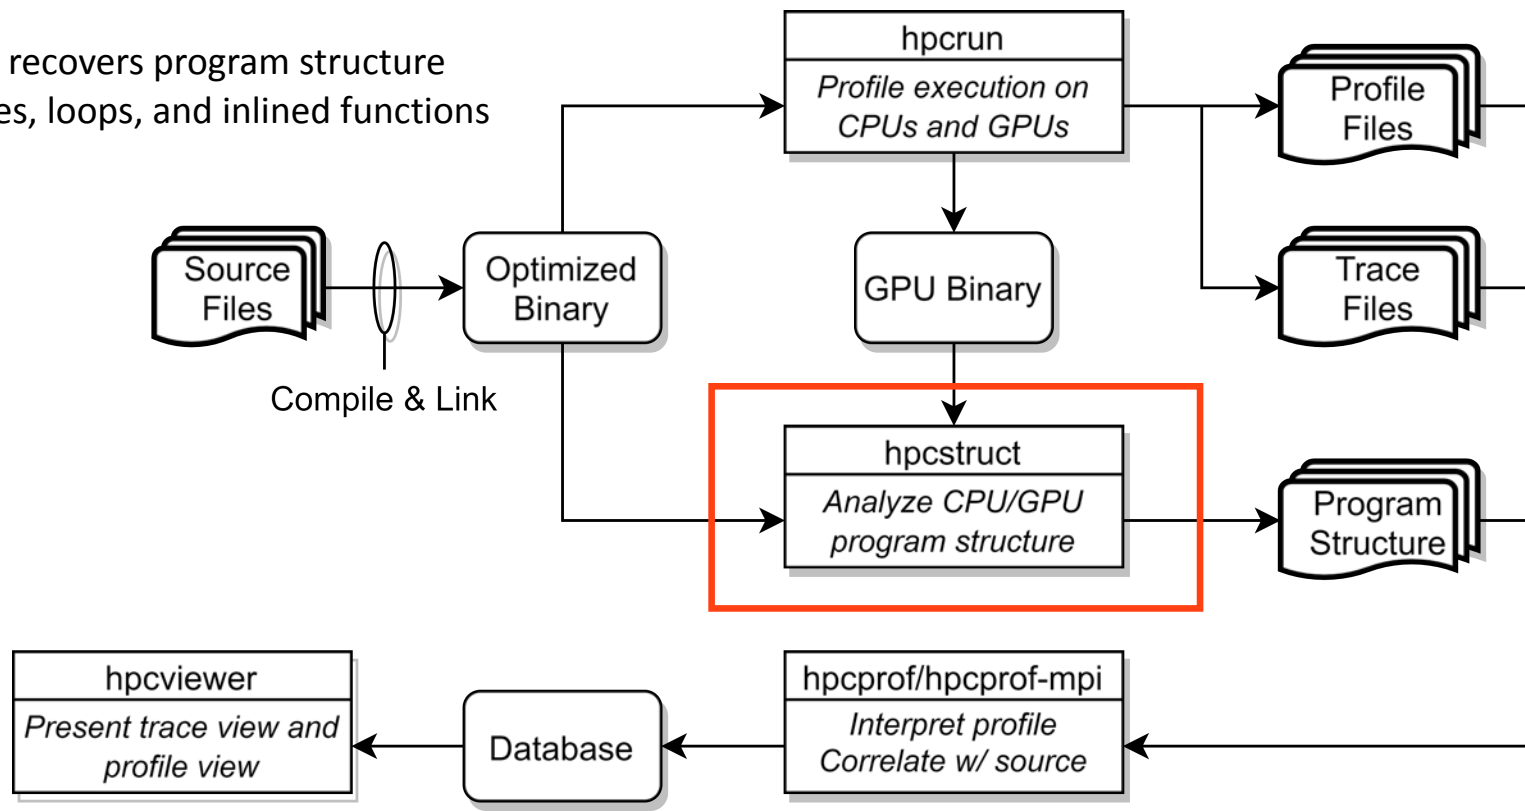 recovers program structure
loops, and inlined functions
hpcrun
Profile execution on
CPUs and GPUs
Profile
Files
Source
Files
Compile & Link
Optimized
Binary
GPU Binary
Trace
Files
hpcstruct
Analyze CPU/GPU
program structure
Program
Structure
hpcviewer
Present trace view and
profile view
Database
hpcprof/hpcprof-mpi
Interpret profile
Correlate w/ source